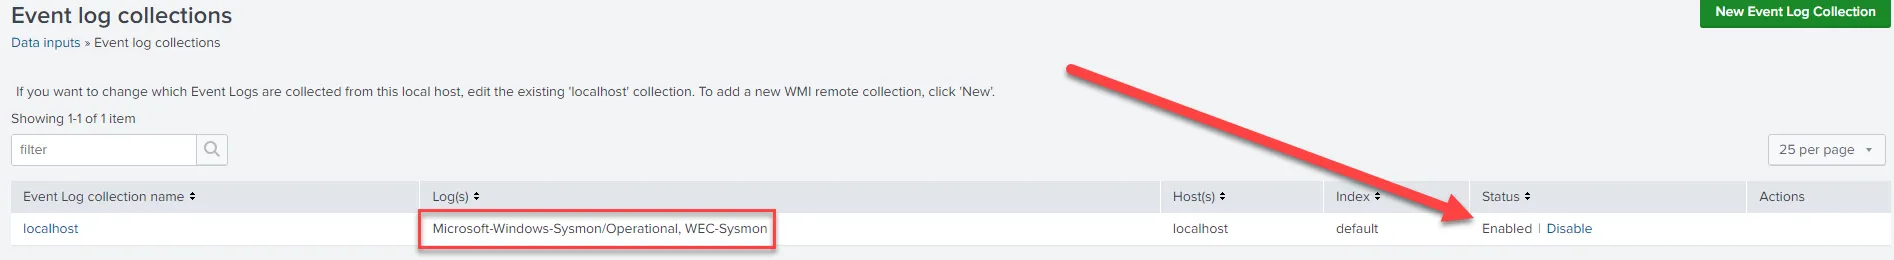 Event log collections
New Event Log Collection
Data inputs » Event log collections
If you want to change which Event Logs are collected from this local host, edit the existing 'localhost' collection. To add a new WMI remote collection, click 'New'.
Showing 1-1 of 1 item
filter
25 per page
Event Log collection name Log(s) Host(s) Index Status Actions
localhost Microsoft-Windows-Sysmon/Operational, WEC-Sysmon localhost default Enabled | Disable